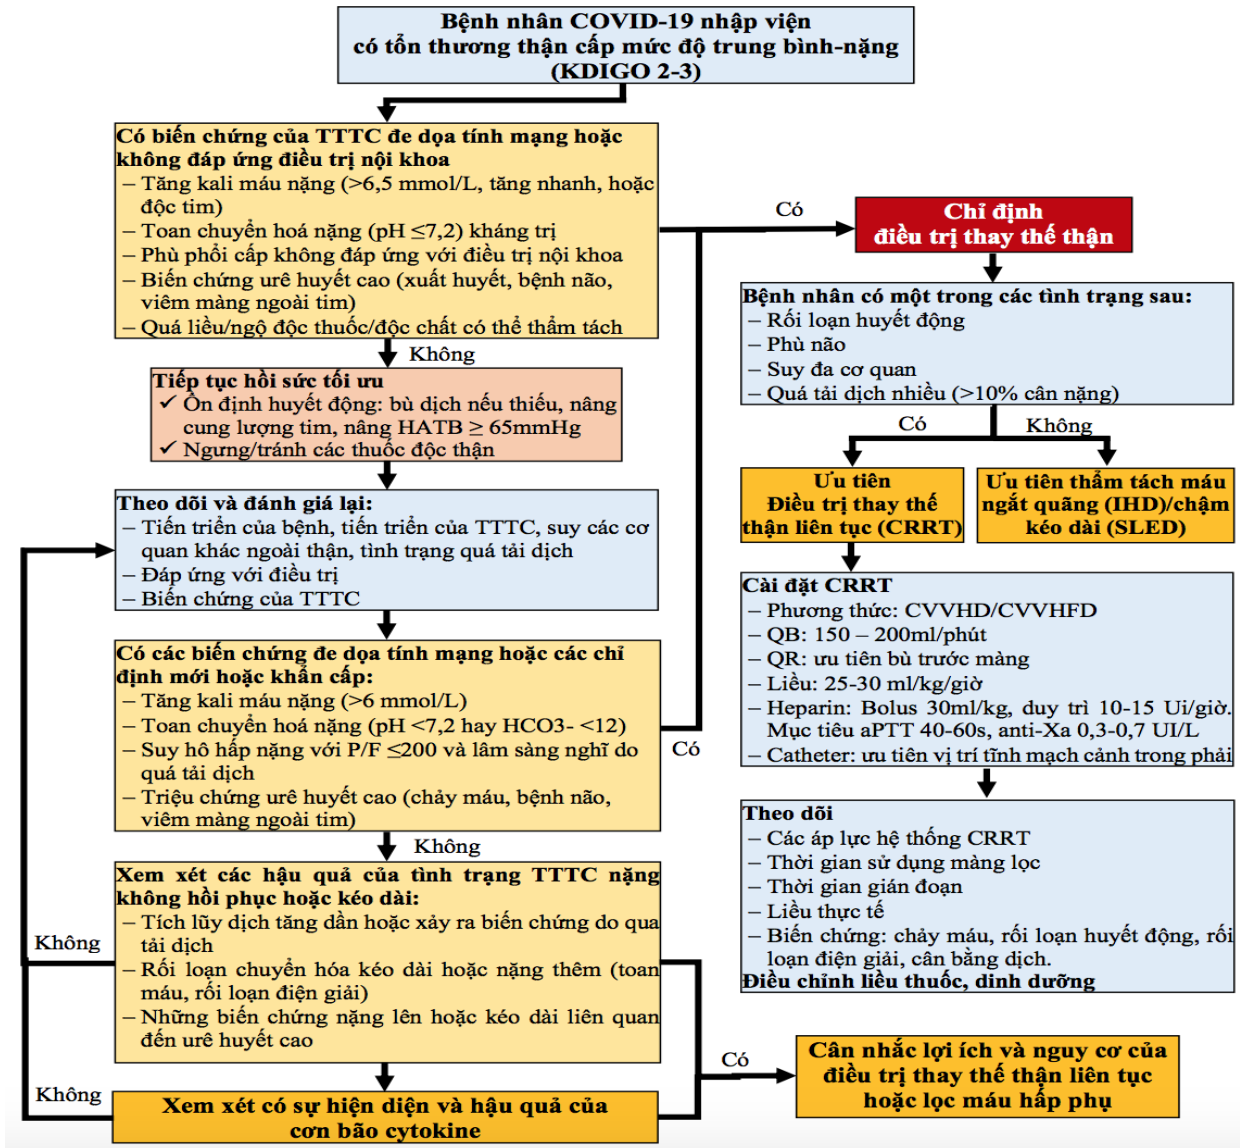 Bệnh nhân COVID-19 nhập viện
có tổn thương thận cấp mức độ trung bình-nặng
(KDIGO 2-3)
Có biến chứng của TTTC đe dọa tính mạng hoặc
không đáp ứng điều trị nội khoa
– Tăng kali máu nặng (>6,5 mmol/L, tăng nhanh, hoặc
độc tim)
– Toan chuyển hoá nặng (pH ≤7,2) kháng trị
– Phù phổi cấp không đáp ứng với điều trị nội khoa
– Biến chứng urê huyết cao (xuất huyết, bệnh não,
viêm màng ngoài tim)
– Quá liều/ngộ độc thuốc/độc chất có thể thẩm tách
Không
Tiếp tục hồi sức tối ưu
✓ Ổn định huyết động: bù dịch nếu thiếu, nâng
cung lượng tim, nâng HATB ≥ 65mmHg
✓ Ngưng/tránh các thuốc độc thận
Theo dõi và đánh giá lại:
– Tiến triển của bệnh, tiến triển của TTTC, suy các cơ
quan khác ngoài thận, tình trạng quá tải dịch
– Đáp ứng với điều trị
– Biến chứng của TTTC
Có các biến chứng đe dọa tính mạng hoặc các chỉ
định mới hoặc khẩn cấp:
– Tăng kali máu nặng (>6 mmol/L)
– Toan chuyển hoá nặng (pH <7,2 hay HCO3- <12)
– Suy hô hấp nặng với P/F ≤200 và lâm sàng nghĩ do
quá tải dịch
– Triệu chứng urê huyết cao (chảy máu, bệnh não,
viêm màng ngoài tim)
Có
Không
Xem xét các hậu quả của tình trạng TTTC nặng
không hồi phục hoặc kéo dài:
– Tích lũy dịch tăng dần hoặc xảy ra biến chứng do qua
tải dịch
– Rối loạn chuyển hóa kéo dài hoặc nặng thêm (toan
máu, rối loạn điện giải)
– Những biến chứng nặng lên hoặc kéo dài liên quan
đến urê huyết cao
Không
Xem xét có sự hiện diện và hậu quả của
cơn bão cytokine
Không
Có
Cân nhắc lợi ích và nguy cơ của
điều trị thay thế thận liên tục
hoặc lọc máu hấp phụ
Có
Chỉ định
điều trị thay thế thận
Bệnh nhân có một trong các tình trạng sau:
– Rối loạn huyết động
– Phù não
– Suy đa cơ quan
– Quá tải dịch nhiều (>10% cân nặng)
Có
Không
Ưu tiên
Điều trị thay thế
thận liên tục (CRRT)
Ưu tiên thẩm tách máu
ngắt quãng (IHD)/chậm
kéo dài (SLED)
Cài đặt CRRT
– Phương thức: CVVHD/CVVHFD
– QB: 150 – 200ml/phút
– QR: ưu tiên bù trước màng
– Liều: 25-30 ml/kg/giờ
– Heparin: Bolus 30ml/kg, duy trì 10-15 Ui/giờ.
Mục tiêu aPTT 40-60s, anti-Xa 0,3-0,7 UI/L
– Catheter: ưu tiên vị trí tĩnh mạch cảnh trong phải
Theo dõi
– Các áp lực hệ thống CRRT
– Thời gian sử dụng màng lọc
– Thời gian gián đoạn
– Liều thực tế
– Biến chứng: chảy máu, rối loạn huyết động, rối
loạn điện giải, cân bằng dịch.
Điều chỉnh liều thuốc, dinh dưỡng